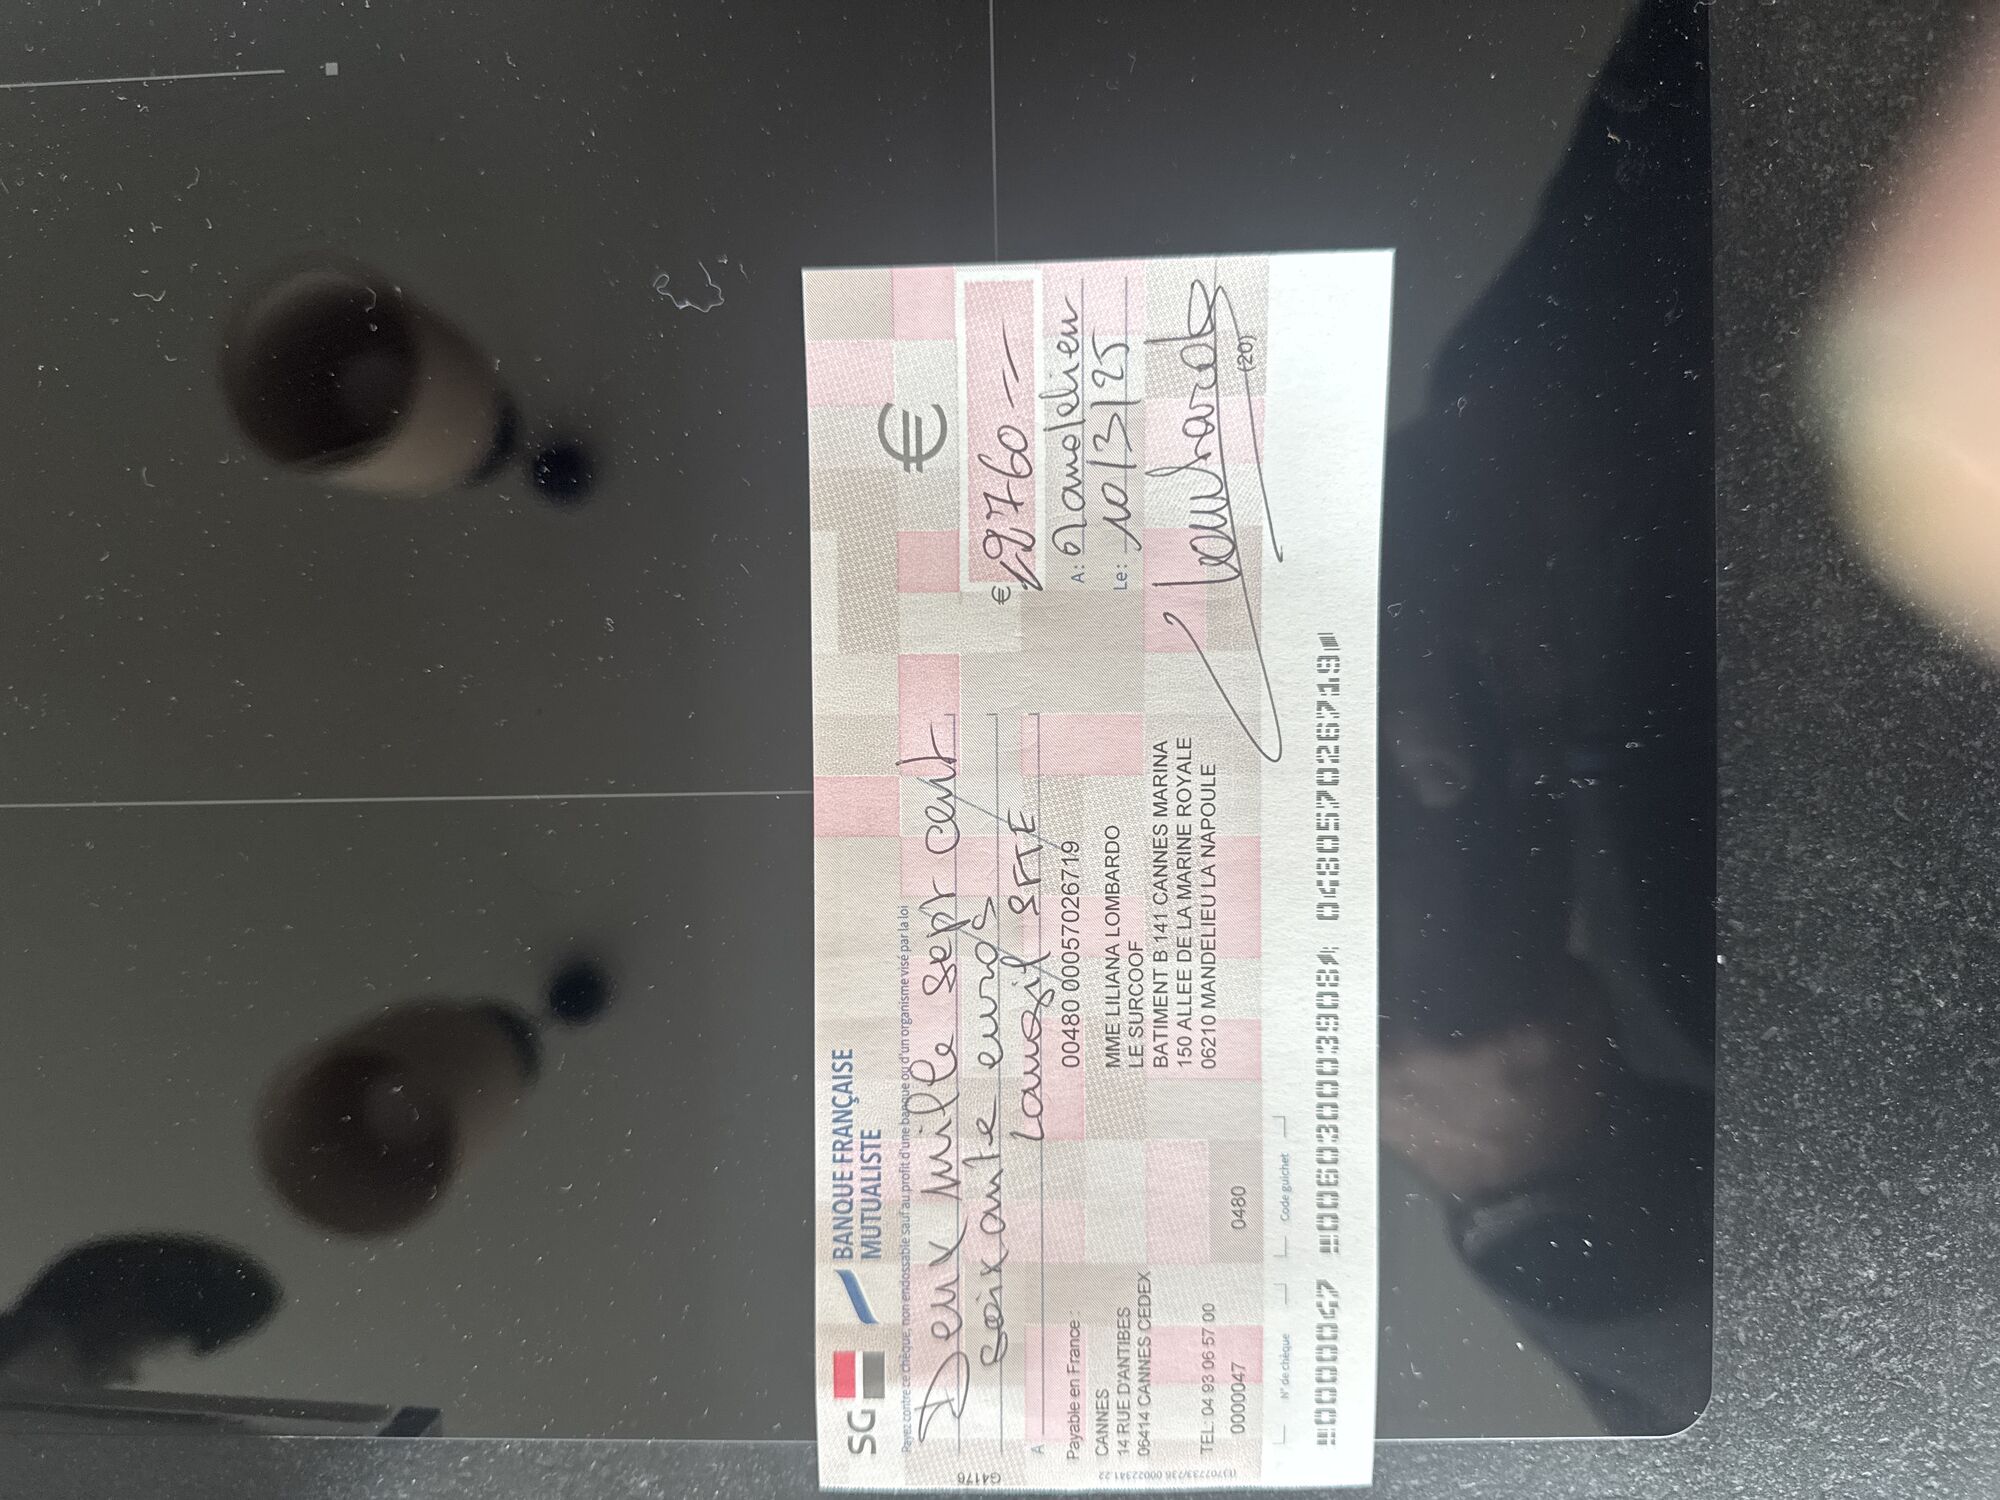 SG
BANQUE FRANÇAISE
MUTUALISTE
€
Payez contre ce chèque, non endossable sauf au profit d'une banque ou d'un organisme visé par la loi
Deux mille sept cent
soixante euros
€ 2760 —
A
00480 00057026719
A: Mandelieu
Le: 10/3/25
Payable en France :
CANNES
14 RUE D'ANTIBES
06414 CANNES CEDEX
TEL: 04 93 06 57 00
0000047
0480
MME LILIANA LOMBARDO
LE SURCOOF
BATIMENT B 141 CANNES MARINA
150 ALLEE DE LA MARINE ROYALE
06210 MANDELIEU LA NAPOULE
(20)
N° de chèque
Code guichet
0000047 006030003908 048057026719
G4176